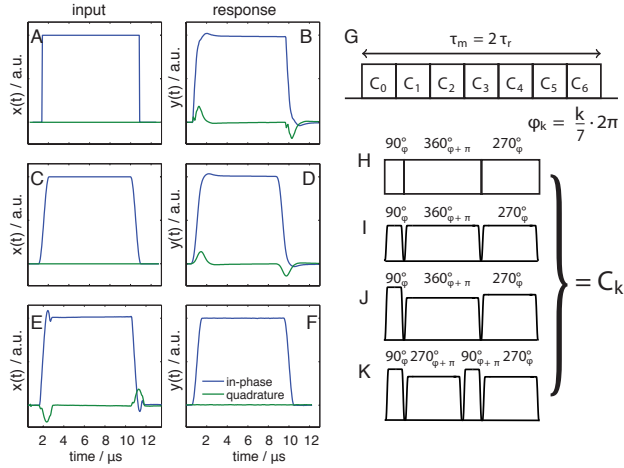 input
response
A
x(t) / a.u.
B
y(t) / a.u.
C
x(t) / a.u.
D
y(t) / a.u.
E
x(t) / a.u.
F
y(t) / a.u.
in-phase
quadrature
2 4 6 8 10 12
2 4 6 8 10 12
time / µs
time / µs
G
τm = 2 τr
C0 C1 C2 C3 C4 C5 C6
φk = k/7 · 2π
H
90°φ 360°φ+π 270°φ
I
90°φ 360°φ+π 270°φ
J
90°φ 360°φ+π 270°φ
K
90°φ 270°φ+π 90°φ+π 270°φ
= Ck